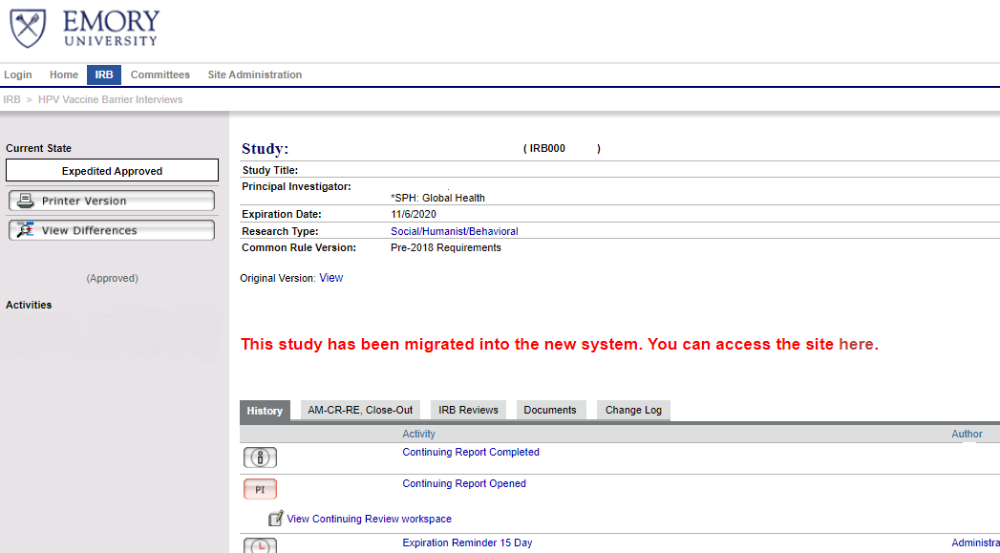 EMORY
UNIVERSITY
Login Home IRB Committees Site Administration
IRB > HPV Vaccine Barrier Interviews
Current State
Expedited Approved
Printer Version
View Differences
(Approved)
Activities
Study: ( IRB000 )
Study Title:
Principal Investigator:
*SPH: Global Health
Expiration Date: 11/6/2020
Research Type: Social/Humanist/Behavioral
Common Rule Version: Pre-2018 Requirements
Original Version: View
This study has been migrated into the new system. You can access the site here.
History AM-CR-RE, Close-Out IRB Reviews Documents Change Log
Activity Author
Continuing Report Completed
PI Continuing Report Opened
View Continuing Review workspace
Expiration Reminder 15 Day Administra